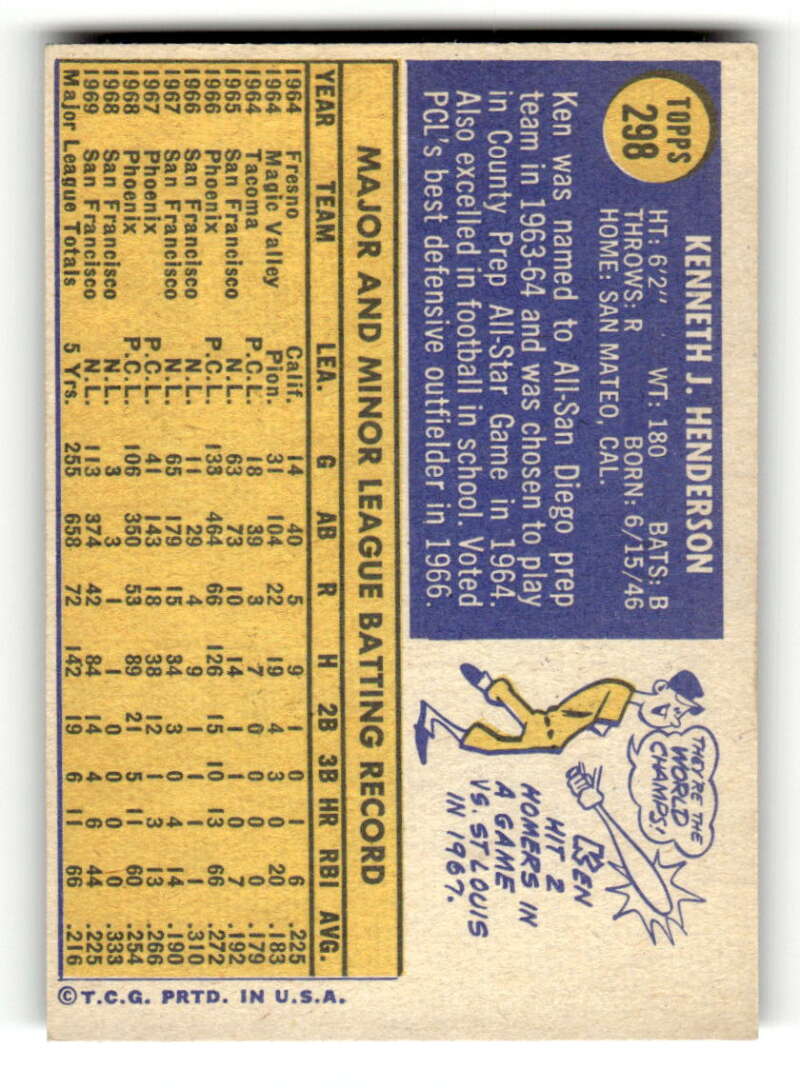 TOPPS
298
KENNETH J. HENDERSON
HT: 6'2" WT: 180 BATS: B
THROWS: R BORN: 6/15/46
HOME: SAN MATEO, CAL.
Ken was named to All-San Diego prep
team in 1963-64 and was chosen to play
in County Prep All-Star Game in 1964.
Also excelled in football in school. Voted
PCL's best defensive outfielder in 1966.
THEY'RE THE
WORLD
CHAMPS!
KEN
HIT 2
HOMERS IN
A GAME
VS. ST LOUIS
IN 1967.
MAJOR AND MINOR LEAGUE BATTING RECORD
YEAR TEAM LEA. G AB R H 2B 3B HR RBI AVG.
1964 Fresno Calif. 14 40 5 9 1 0 1 6 .225
1964 Magic Valley Pion. 31 104 22 19 4 3 0 20 .183
1964 Tacoma P.C.L. 18 39 3 7 0 0 0 0 .179
1965 San Francisco N.L. 63 73 10 14 1 1 0 7 .192
1966 Phoenix P.C.L. 133 464 66 126 15 10 13 66 .272
1966 San Francisco N.L. 11 29 4 9 1 1 1 1 .310
1967 San Francisco N.L. 65 179 15 34 3 0 4 14 .190
1967 Phoenix P.C.L. 41 143 18 38 12 1 3 13 .266
1968 Phoenix P.C.L. 106 350 53 89 21 5 11 60 .254
1968 San Francisco N.L. 3 3 1 1 0 0 0 0 .333
1969 San Francisco N.L. 113 374 42 84 14 4 6 44 .225
Major League Totals 5 Yrs. 255 658 72 142 19 6 11 66 .216
© T.C.G. PRTD. IN U.S.A.